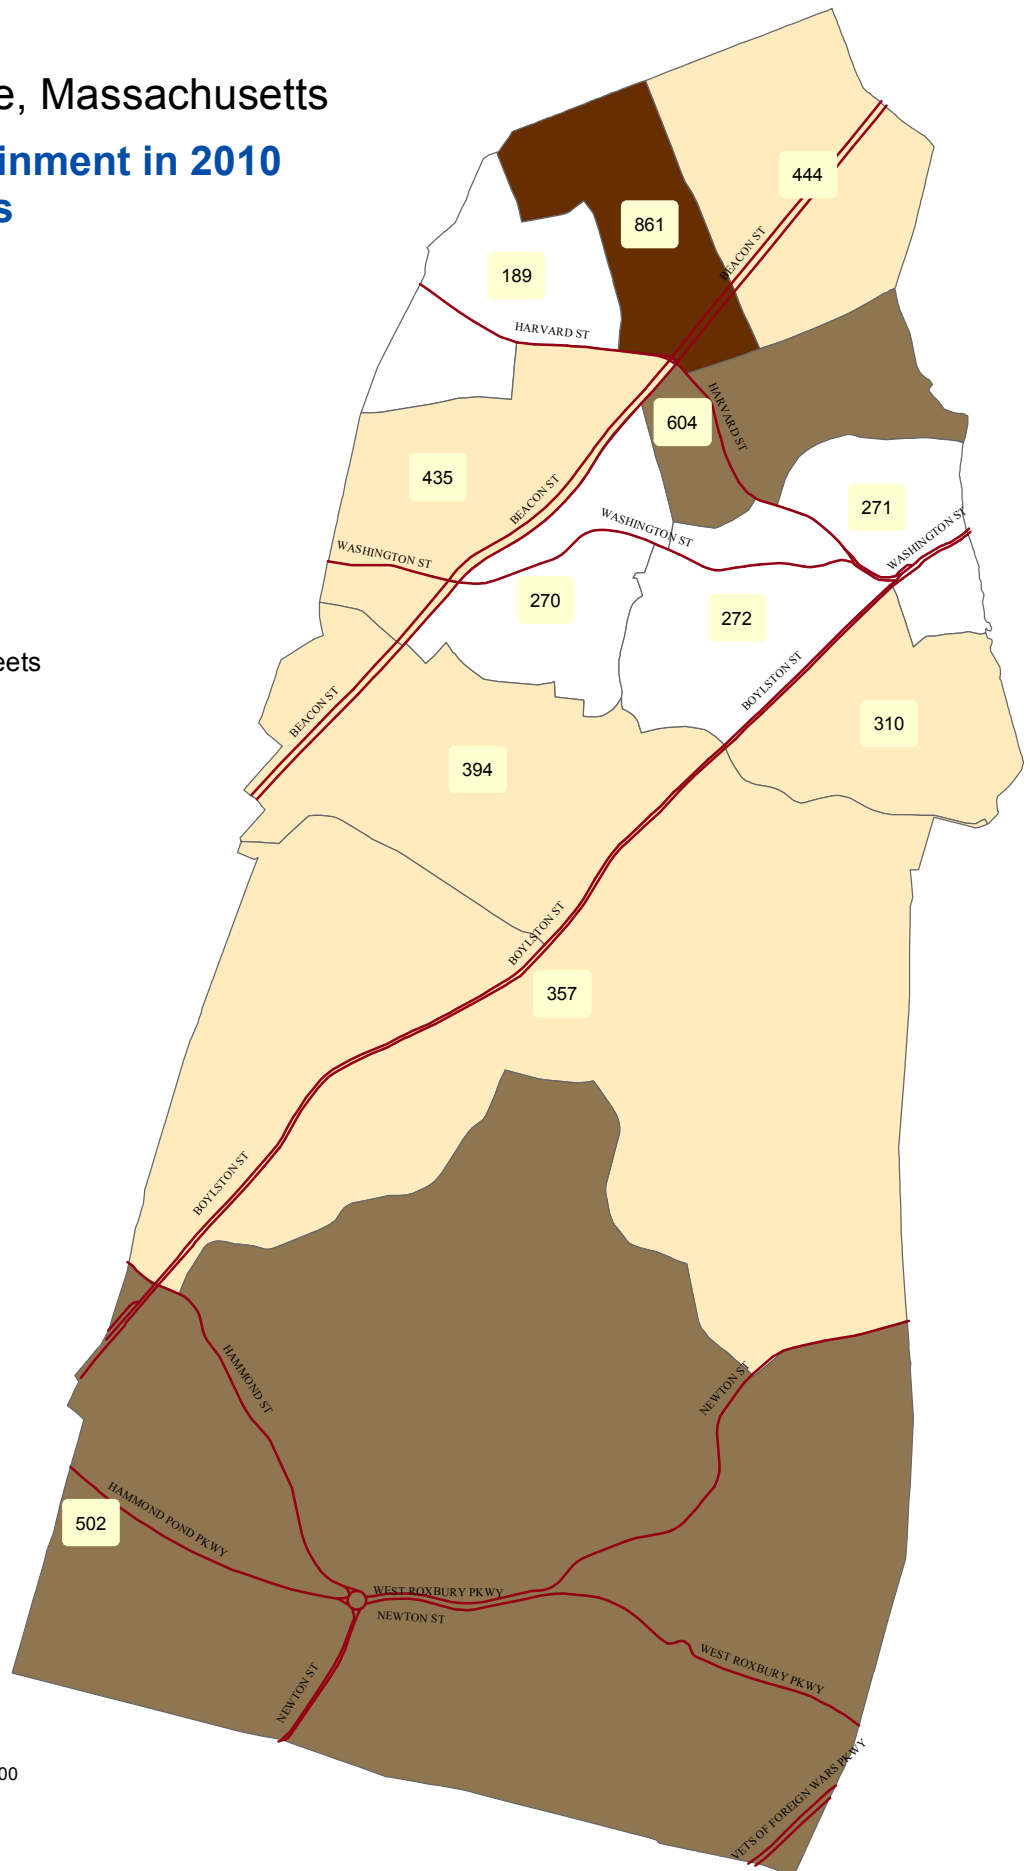 e, Massachusetts
inment in 2010
s
444
861
BEACON ST
189
HARVARD ST
HARVARD ST
604
435
BEACON ST
271
WASHINGTON ST
WASHINGTON ST
WASHINGTON ST
270
272
eets
BOYLSTON ST
BEACON ST
310
394
BOYLSTON ST
357
BOYLSTON ST
HAMMOND ST
NEWTON ST
HAMMOND POND PKWY
502
WEST ROXBURY PKWY
NEWTON ST
WEST ROXBURY PKWY
NEWTON ST
00
VETS OF FOREIGN WARS PKWY